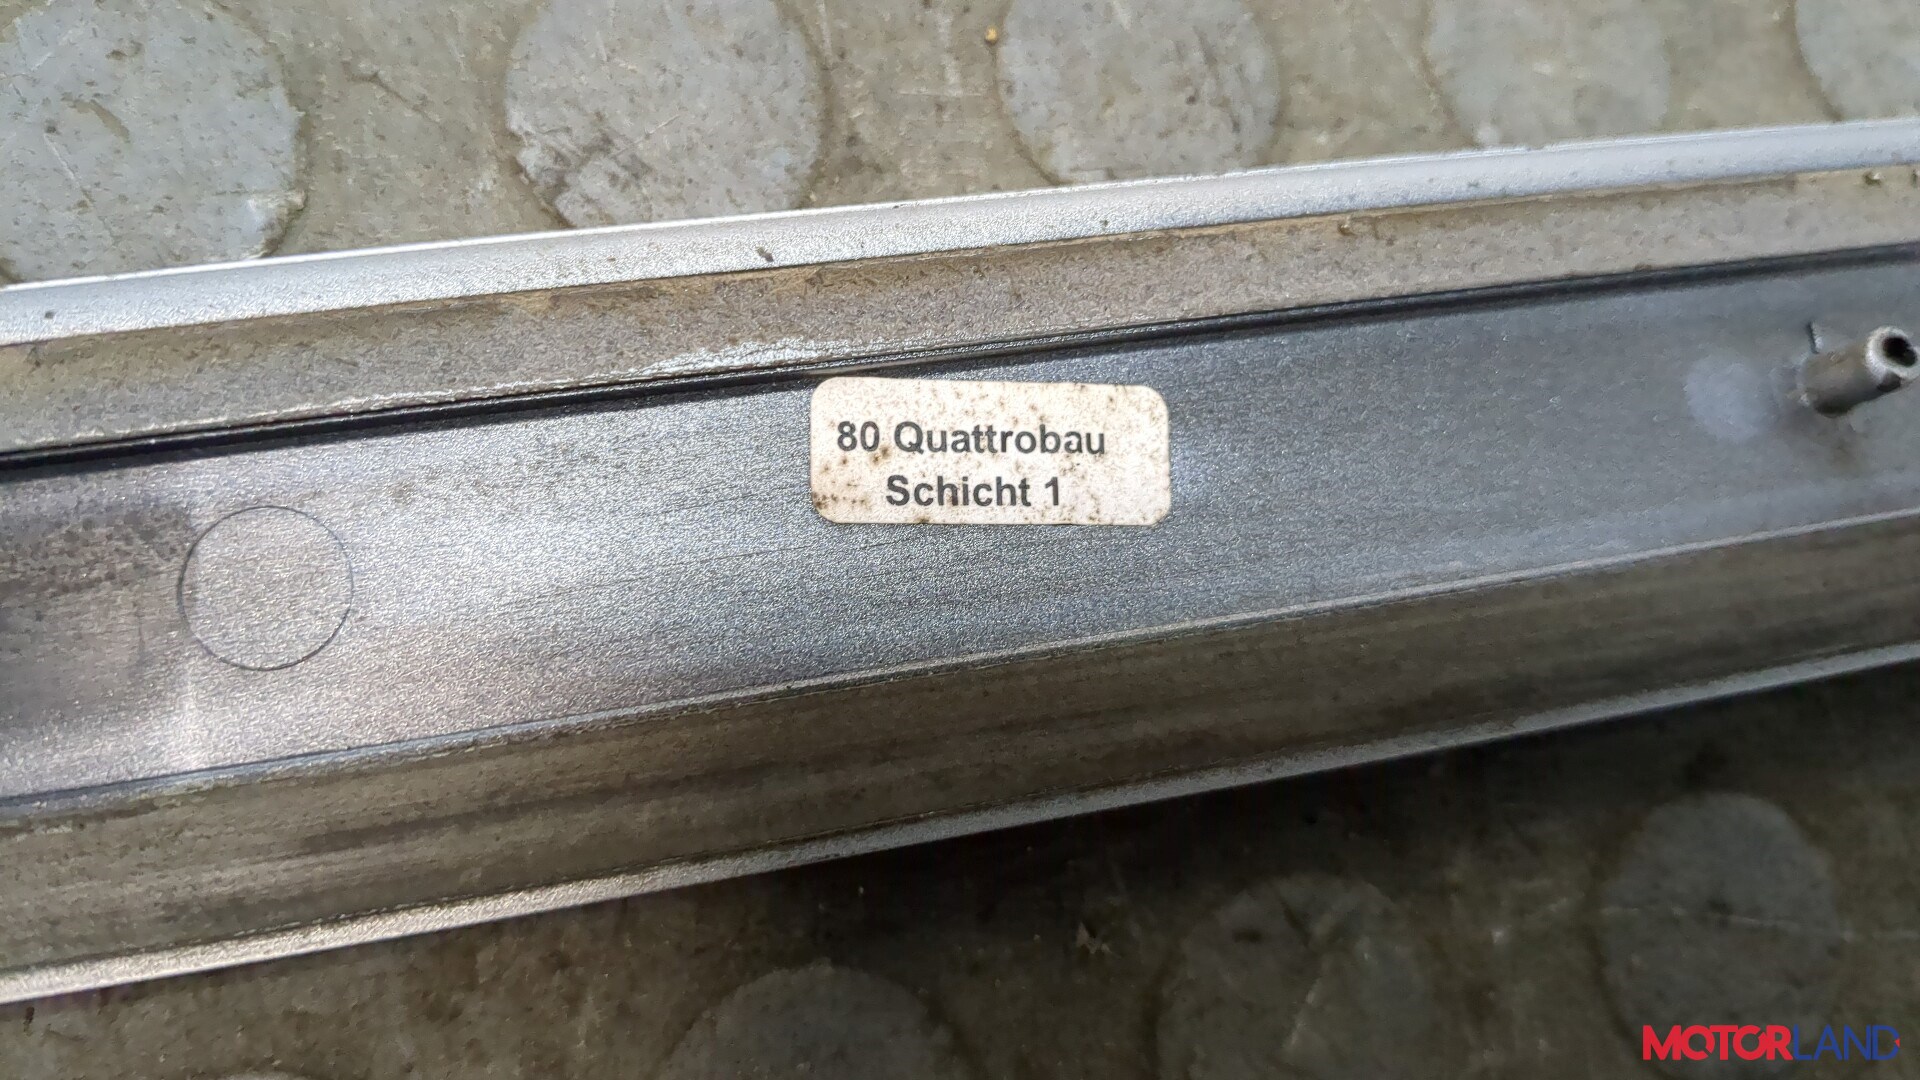 80 Quattrobau
Schicht 1
MOTORLAND